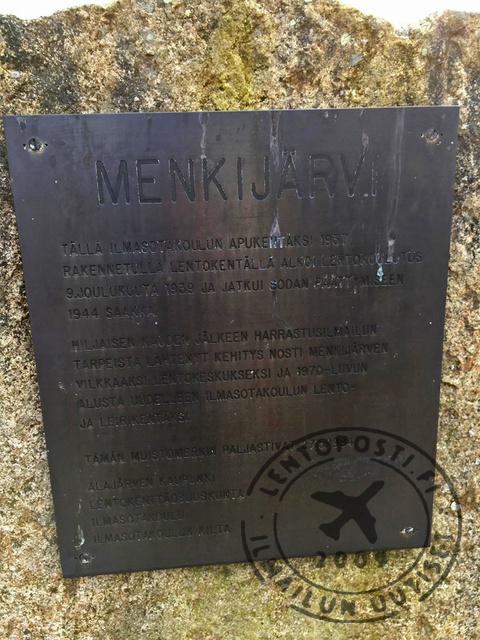 MENKIJÄRVI
TÄLLÄ ILMASOTAKOULUN APUKENTÄKSI 1937
RAKENNETULLA LENTOKENTÄLLÄ ALKOI LENTOKOULUTUS
9.JOULUKUUTA 1939 JA JATKUI SODAN PÄÄTTYMISEEN
1944 SAAKKA.
HILJAISEN KAUDEN JÄLKEEN HARRASTUSILMAILUN
TARPEISTA LÄHTENYT KEHITYS NOSTI MENKIJÄRVEN
VILKKAAKSI LENTOKESKUKSEKSI JA 1970-LUVUN
ALUSTA UUDELLEEN ILMASOTAKOULUN LENTO-
JA LEIRIKENTÄKSI.
TÄMÄN MUISTOMERKIN PALJASTIVAT
ALAJÄRVEN KAUPUNKI
LENTOKENTTÄOSUUSKUNTA
ILMASOTAKOULU
ILMASOTAKOULUN KILTA
LENTOPOSTI.FI
ILMAILUN UUTISET